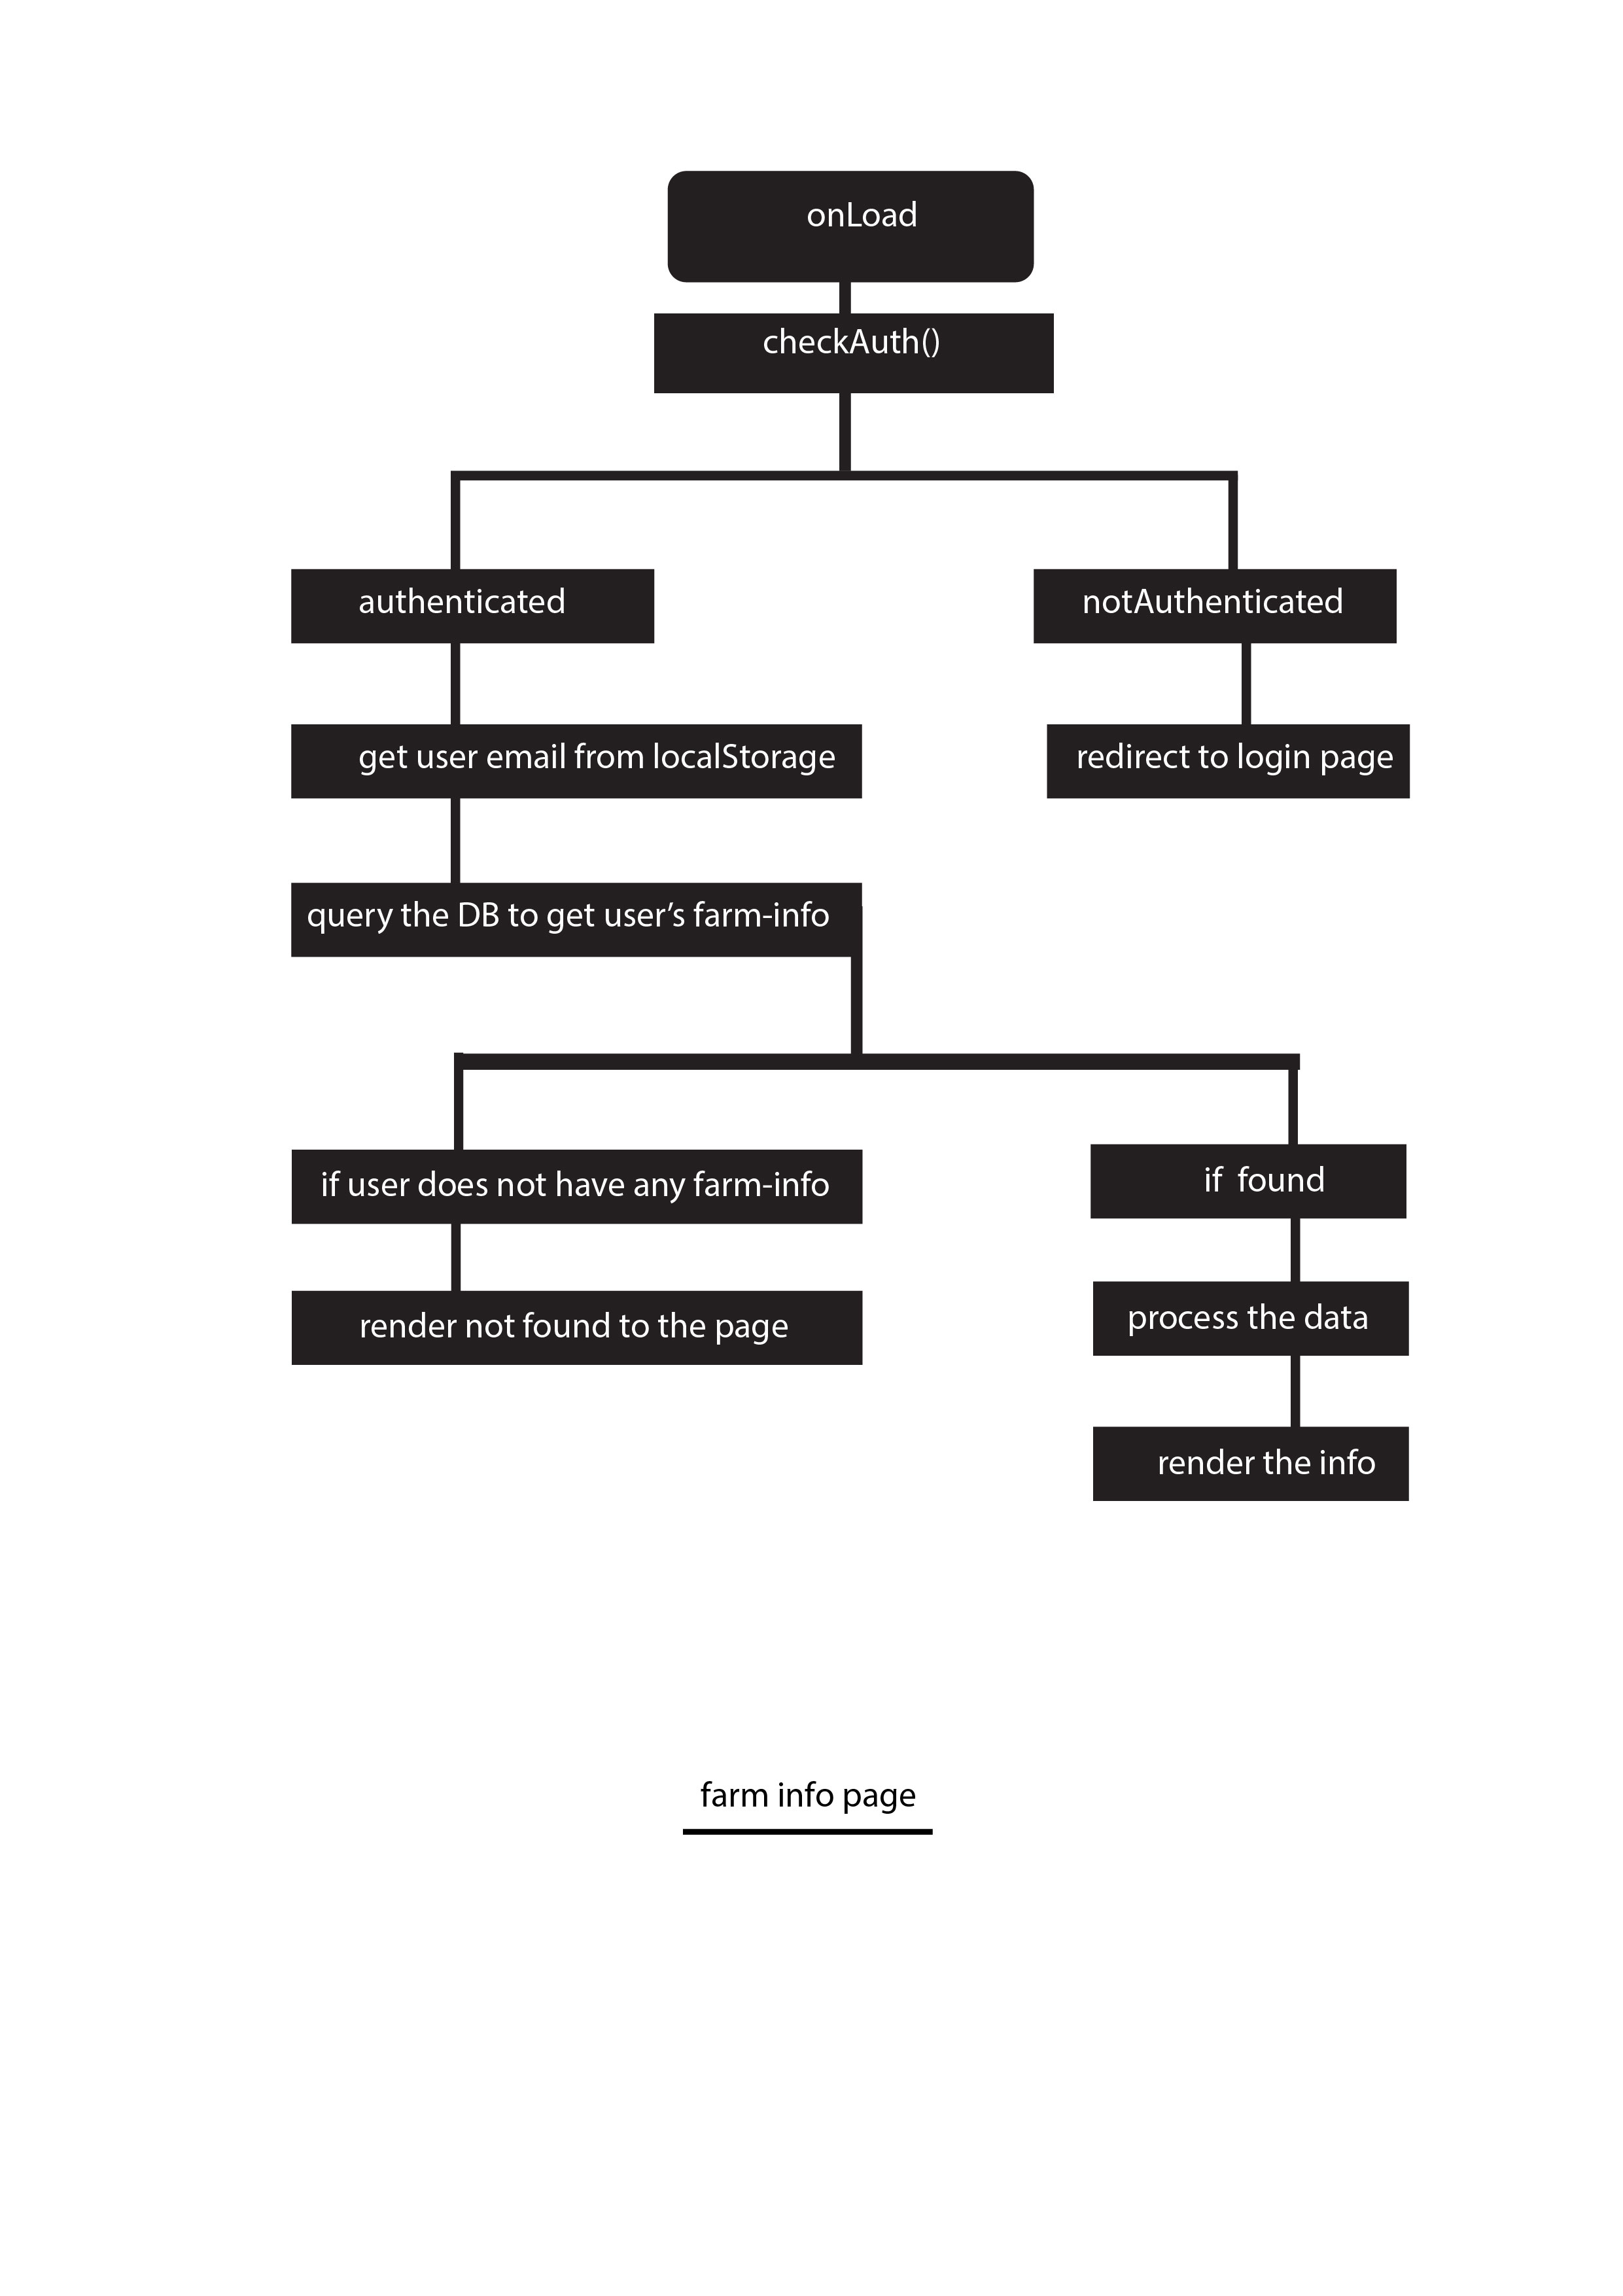 onLoad
checkAuth()
authenticated
notAuthenticated
get user email from localStorage
redirect to login page
query the DB to get user’s farm-info
if user does not have any farm-info
if  found
render not found to the page
process the data
render the info
farm info page